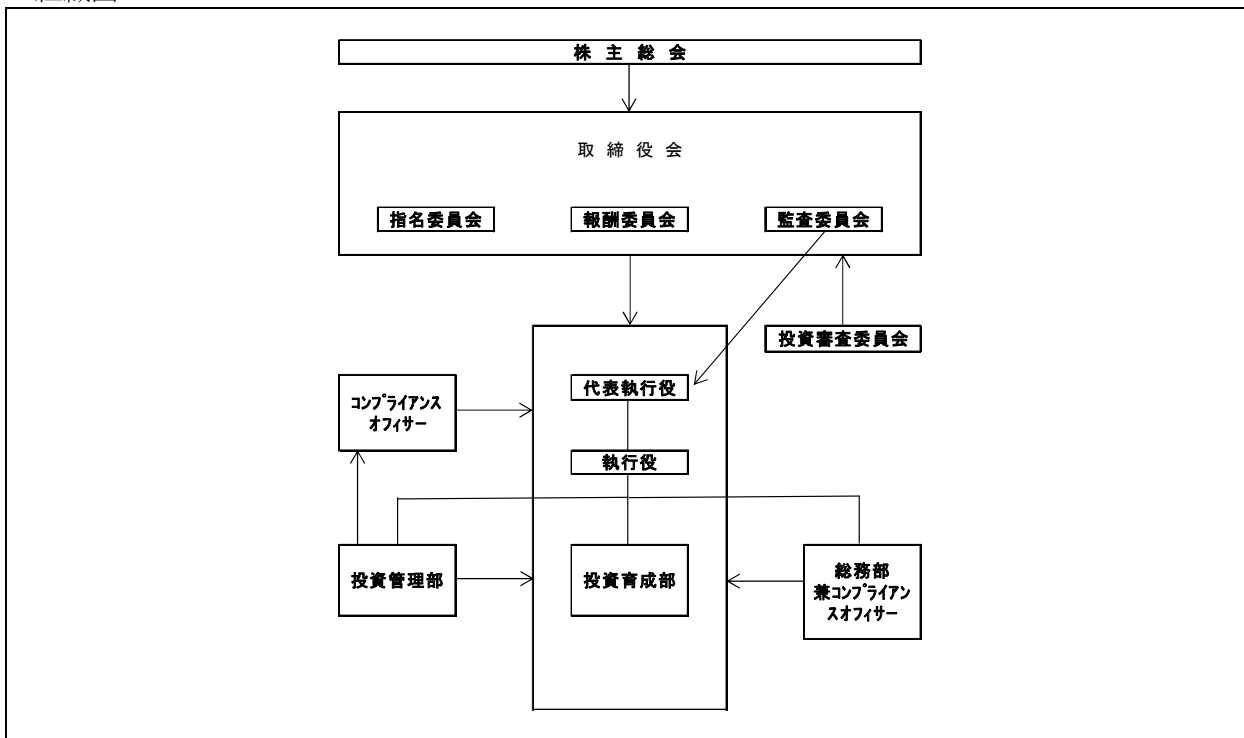 株 主 総 会
取 締 役 会
指名委員会
報酬委員会
監査委員会
投資審査委員会
代表執行役
コンプライアンス
オフィサー
執行役
投資管理部
投資育成部
総務部
兼コンプライアン
スオフィサー